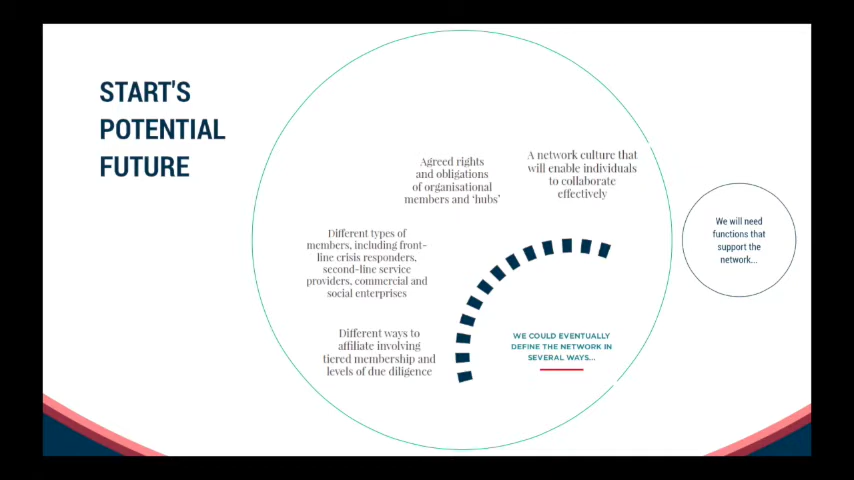 START'S
POTENTIAL
FUTURE
Agreed rights
and obligations
of organisational
members and ‘hubs’
A network culture that
will enable individuals
to collaborate
effectively
Different types of
members, including front-
line crisis responders,
second-line service
providers, commercial and
social enterprises
Different ways to
affiliate involving
tiered membership and
levels of due diligence
WE COULD EVENTUALLY
DEFINE THE NETWORK IN
SEVERAL WAYS...
We will need
functions that
support the
network...